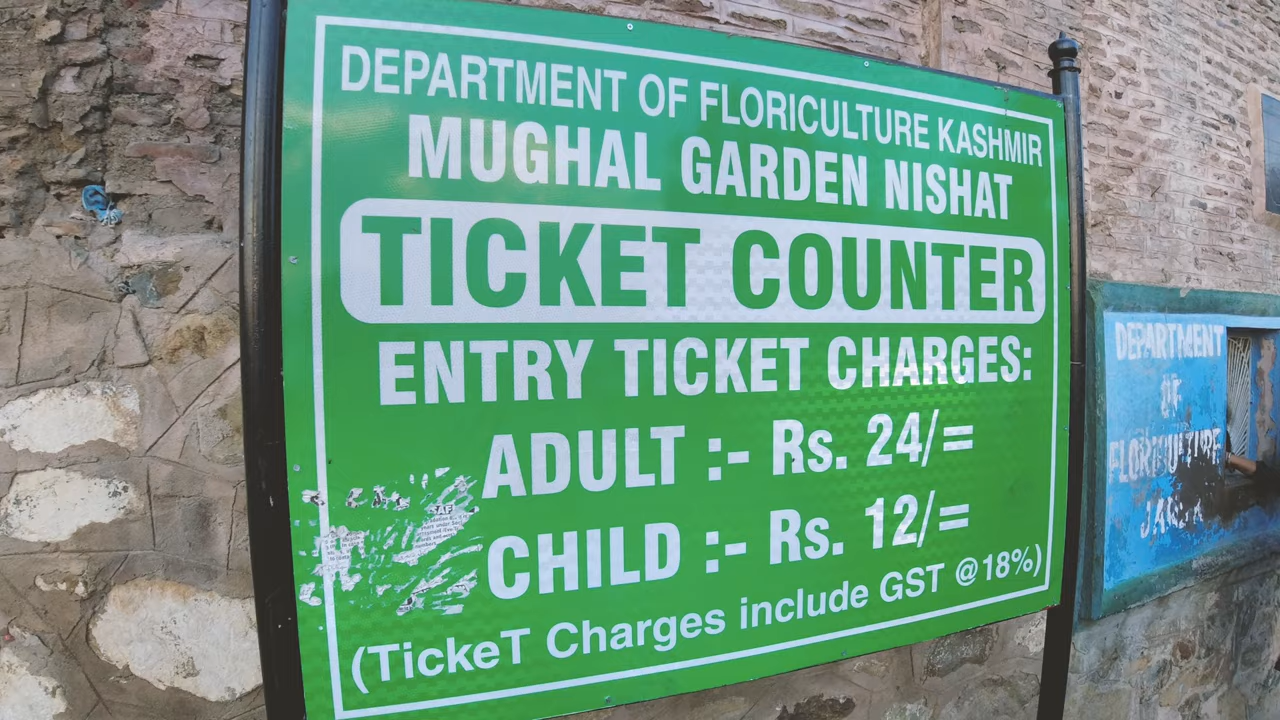 DEPARTMENT OF FLORICULTURE KASHMIR
MUGHAL GARDEN NISHAT
TICKET COUNTER
ENTRY TICKET CHARGES:
ADULT :- Rs. 24/=
CHILD :- Rs. 12/=
(TickeT Charges include GST @18%)
DEPARTMENT
OF
FLORICULTURE